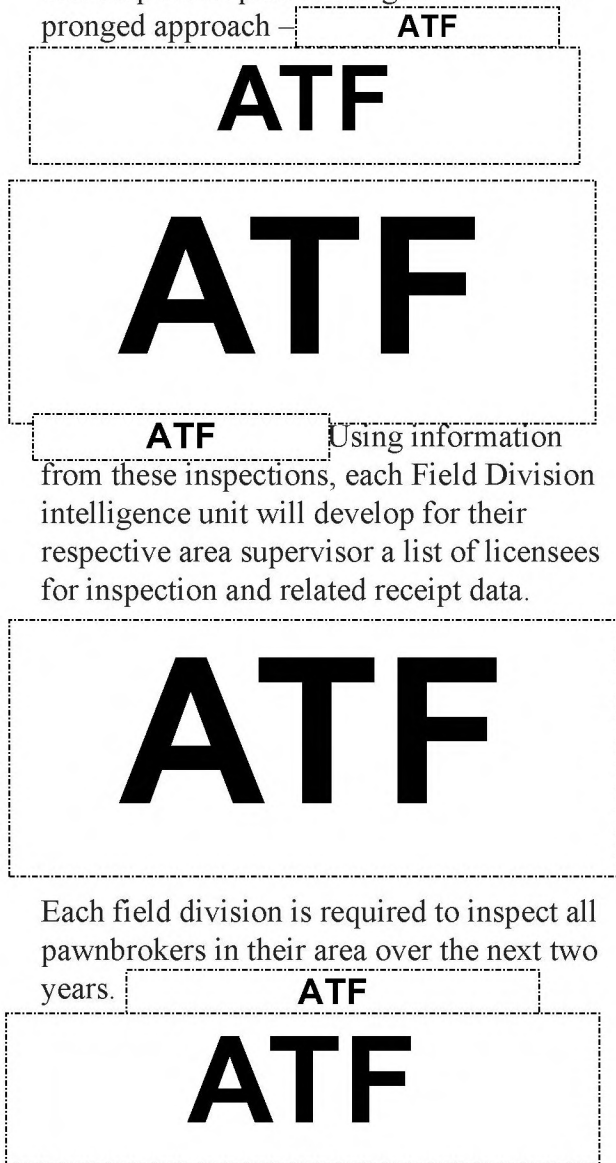 pronged approach – ATF
ATF
ATF
ATF Using information
from these inspections, each Field Division
intelligence unit will develop for their
respective area supervisor a list of licensees
for inspection and related receipt data.
ATF
Each field division is required to inspect all
pawnbrokers in their area over the next two
years. ATF
ATF